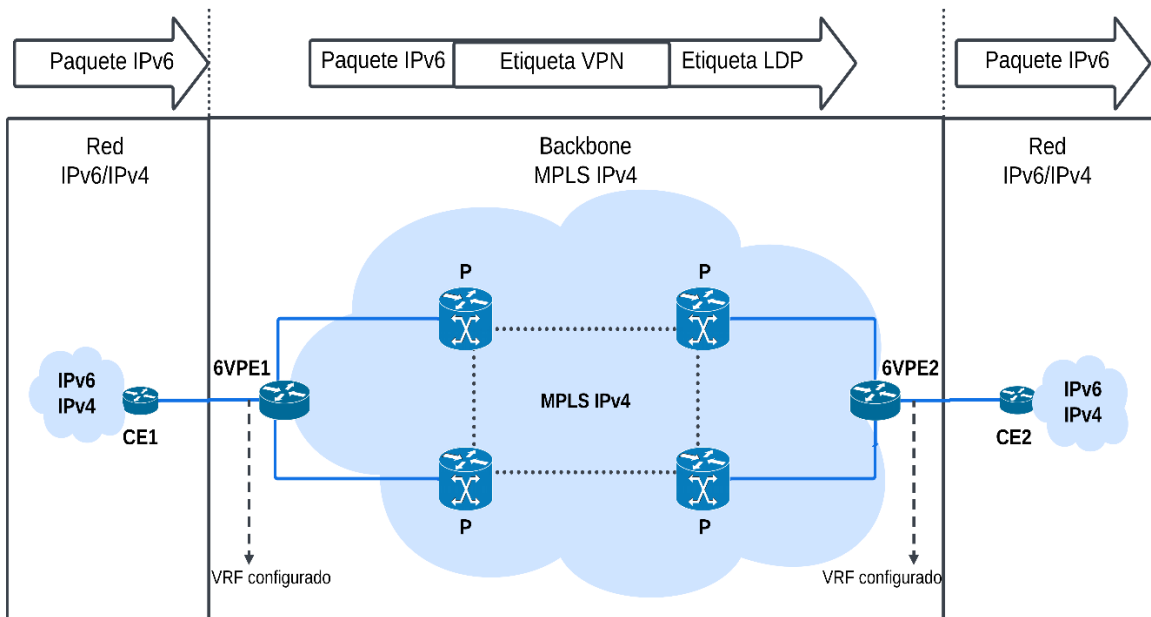 Paquete IPv6
Paquete IPv6
Etiqueta VPN
Etiqueta LDP
Paquete IPv6
Red
IPv6/IPv4
Backbone
MPLS IPv4
Red
IPv6/IPv4
P
P
6VPE1
6VPE2
IPv6
IPv4
CE1
MPLS IPv4
IPv6
IPv4
CE2
P
P
VRF configurado
VRF configurado